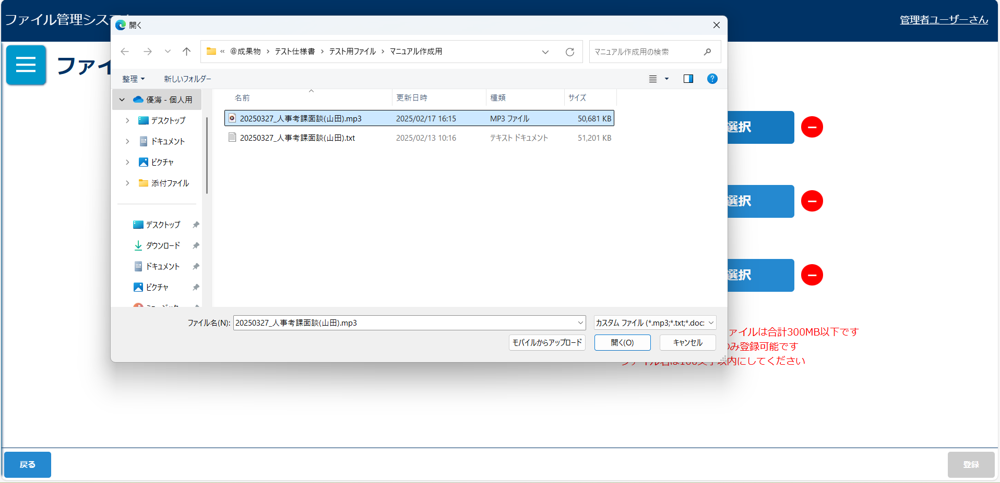 ファイル管理システム
管理者ユーザーさん
開く
ファイ
« @成果物 › テスト仕様書 › テスト用ファイル › マニュアル作成用
マニュアル作成用の検索
整理
新しいフォルダー
優海 - 個人用
デスクトップ
ドキュメント
ピクチャ
添付ファイル
デスクトップ
ダウンロード
ドキュメント
ピクチャ
名前 更新日時 種類 サイズ
20250327_人事考課面談(山田).mp3 2025/02/17 16:15 MP3 ファイル 50,681 KB
20250327_人事考課面談(山田).txt 2025/02/13 10:16 テキスト ドキュメント 51,201 KB
選択
選択
選択
ファイル名(N): 20250327_人事考課面談(山田).mp3
カスタム ファイル (*.mp3;*.txt;*.doc:
モバイルからアップロード
開く(O)
キャンセル
ァイルは合計300MB以下です
み登録可能です
ファイル名は100文字以内にしてください
戻る
登録